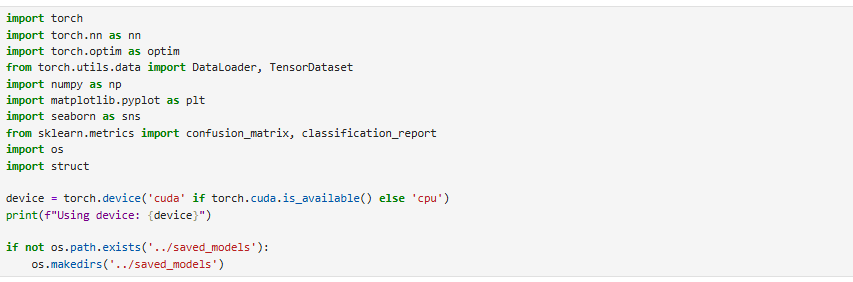 import torch
import torch.nn as nn
import torch.optim as optim
from torch.utils.data import DataLoader, TensorDataset
import numpy as np
import matplotlib.pyplot as plt
import seaborn as sns
from sklearn.metrics import confusion_matrix, classification_report
import os
import struct

device = torch.device('cuda' if torch.cuda.is_available() else 'cpu')
print(f"Using device: {device}")

if not os.path.exists('../saved_models'):
    os.makedirs('../saved_models')